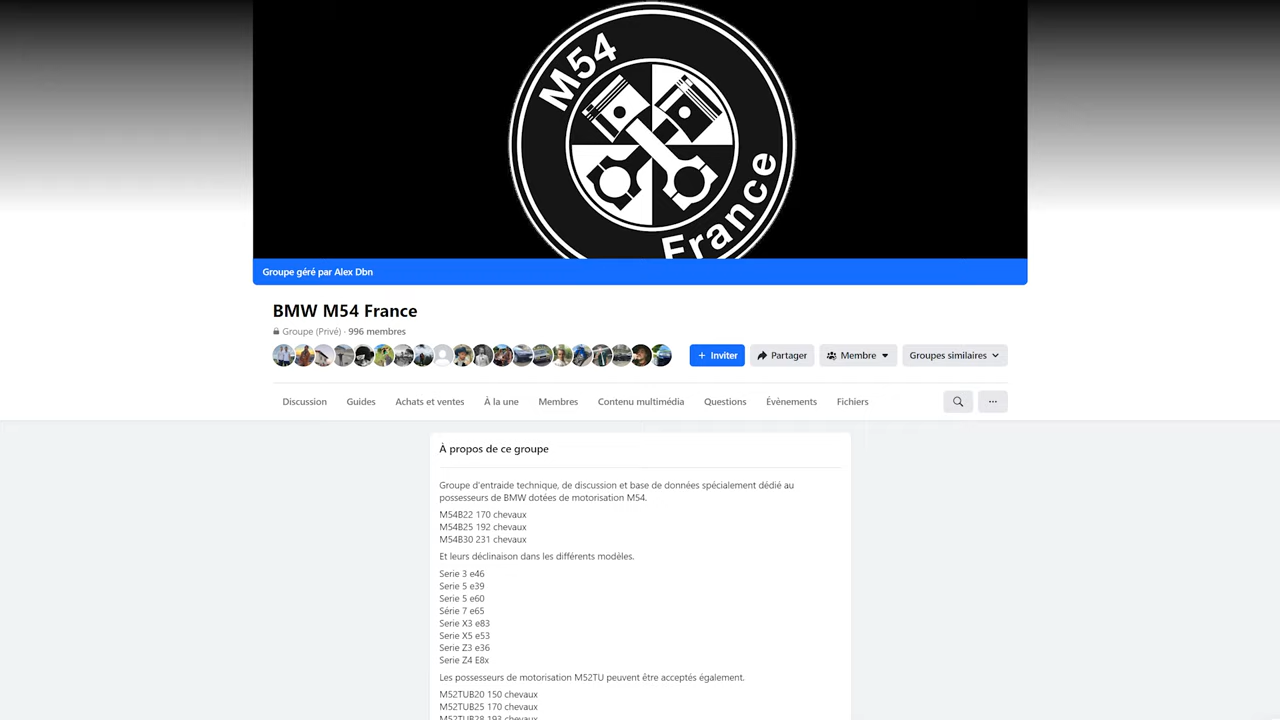 M54
France
Groupe géré par Alex Dbn
BMW M54 France
Groupe (Privé) · 996 membres
+ Inviter
Partager
Membre
Groupes similaires
Discussion
Guides
Achats et ventes
À la une
Membres
Contenu multimédia
Questions
Évènements
Fichiers
À propos de ce groupe
Groupe d'entraide technique, de discussion et base de données spécialement dédié au
possesseurs de BMW dotées de motorisation M54.
M54B22 170 chevaux
M54B25 192 chevaux
M54B30 231 chevaux
Et leurs déclinaison dans les différents modèles.
Serie 3 e46
Serie 5 e39
Serie 5 e60
Série 7 e65
Serie X3 e83
Serie X5 e53
Serie Z3 e36
Serie Z4 E8x
Les possesseurs de motorisation M52TU peuvent être acceptés également.
M52TUB20 150 chevaux
M52TUB25 170 chevaux
M52TUB28 193 chevaux